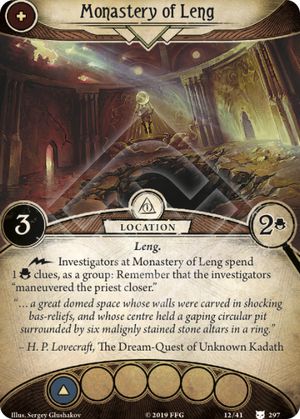 Monastery of Leng
3
LOCATION
2
Leng.
Investigators at Monastery of Leng spend
1 clues, as a group: Remember that the investigators
"maneuvered the priest closer."
"… a great domed space whose walls were carved in shocking
bas-reliefs, and whose centre held a gaping circular pit
surrounded by six malignly stained stone altars in a ring."
– H. P. Lovecraft, The Dream-Quest of Unknown Kadath
Illus. Sergey Glushakov
© 2019 FFG
12/41
297